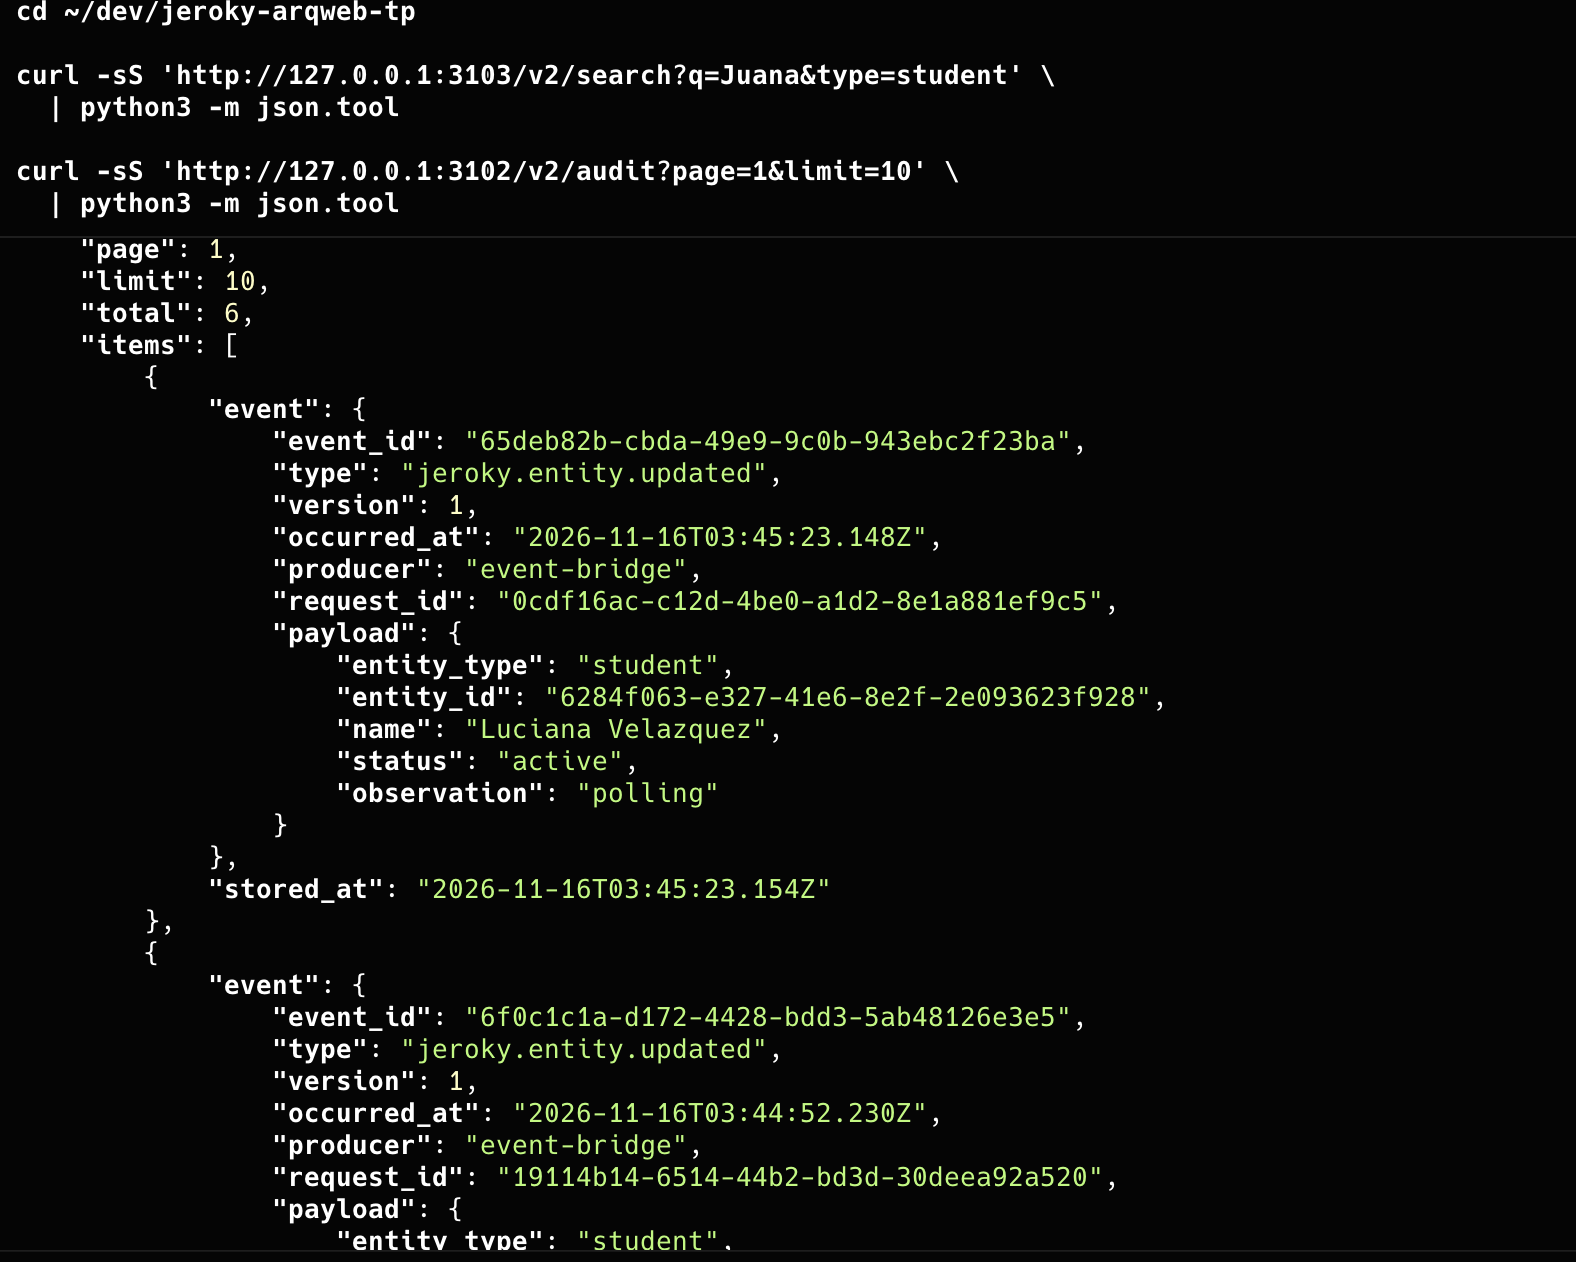 cd ~/dev/jeroky-arqweb-tp
curl -sS 'http://127.0.0.1:3103/v2/search?q=Juana&type=student' \
  | python3 -m json.tool
curl -sS 'http://127.0.0.1:3102/v2/audit?page=1&limit=10' \
  | python3 -m json.tool
    "page": 1,
    "limit": 10,
    "total": 6,
    "items": [
        {
            "event": {
                "event_id": "65deb82b-cbda-49e9-9c0b-943ebc2f23ba",
                "type": "jeroky.entity.updated",
                "version": 1,
                "occurred_at": "2026-11-16T03:45:23.148Z",
                "producer": "event-bridge",
                "request_id": "0cdf16ac-c12d-4be0-a1d2-8e1a881ef9c5",
                "payload": {
                    "entity_type": "student",
                    "entity_id": "6284f063-e327-41e6-8e2f-2e093623f928",
                    "name": "Luciana Velazquez",
                    "status": "active",
                    "observation": "polling"
                }
            },
            "stored_at": "2026-11-16T03:45:23.154Z"
        },
        {
            "event": {
                "event_id": "6f0c1c1a-d172-4428-bdd3-5ab48126e3e5",
                "type": "jeroky.entity.updated",
                "version": 1,
                "occurred_at": "2026-11-16T03:44:52.230Z",
                "producer": "event-bridge",
                "request_id": "19114b14-6514-44b2-bd3d-30deea92a520",
                "payload": {
                    "entity_type": "student",